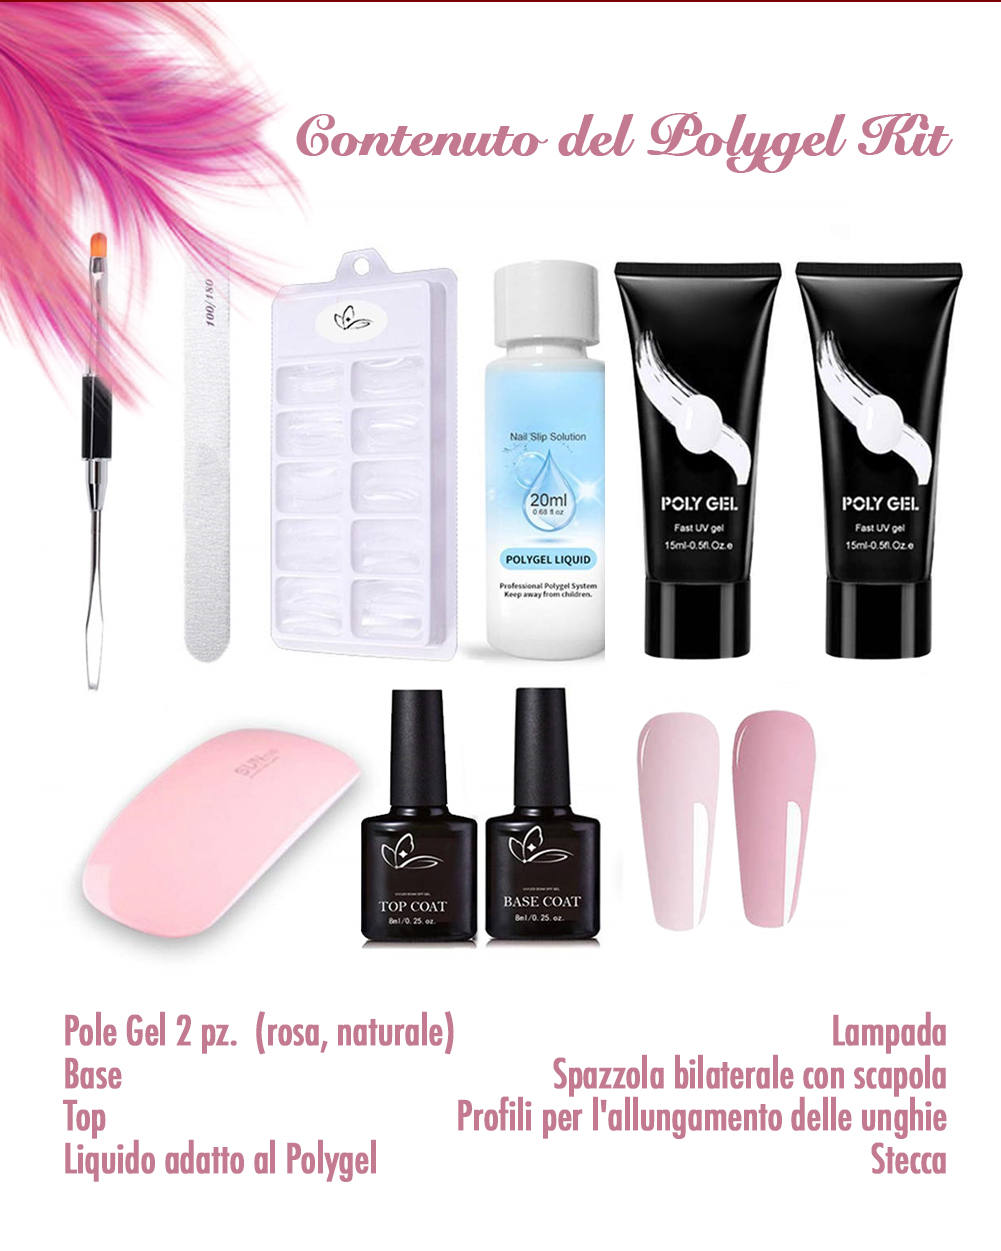 Contenuto del Polygel Kit
100/180
Nail Slip Solution
20ml
0.68 fl oz
POLYGEL LIQUID
Professional Polygel System
Keep away from children.
POLY GEL
Fast UV gel
15ml-0.5fl.Oz.e
POLY GEL
Fast UV gel
15ml-0.5fl.Oz.e
SUN
TOP COAT
8ml/0.25. oz.
BASE COAT
8ml/0.25. oz.
Pole Gel 2 pz. (rosa, naturale)
Base
Top
Liquido adatto al Polygel
Lampada
Spazzola bilaterale con scapola
Profili per l'allungamento delle unghie
Stecca